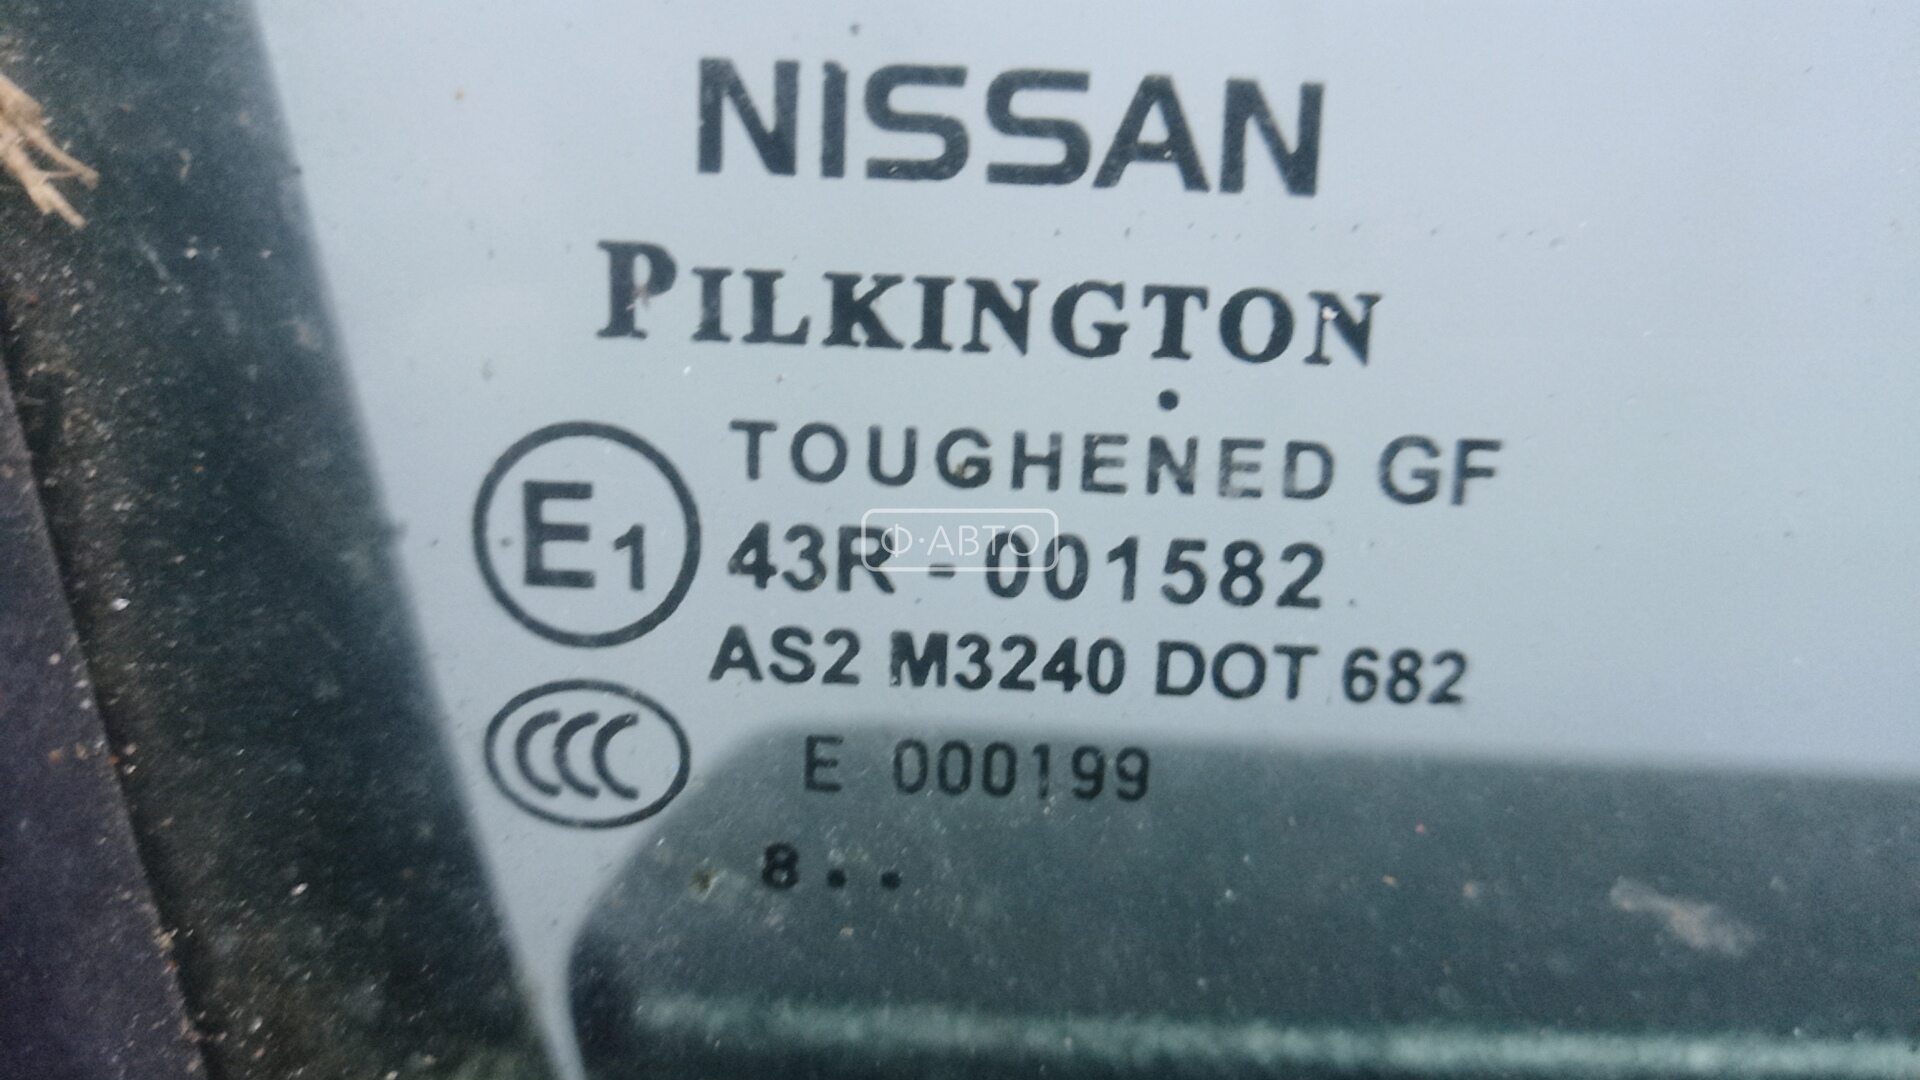 NISSAN
PILKINGTON
.
TOUGHENED GF
E1
43R - 001582
AS2 M3240 DOT 682
CCC
E 000199
8 . .
Ф·АВТО